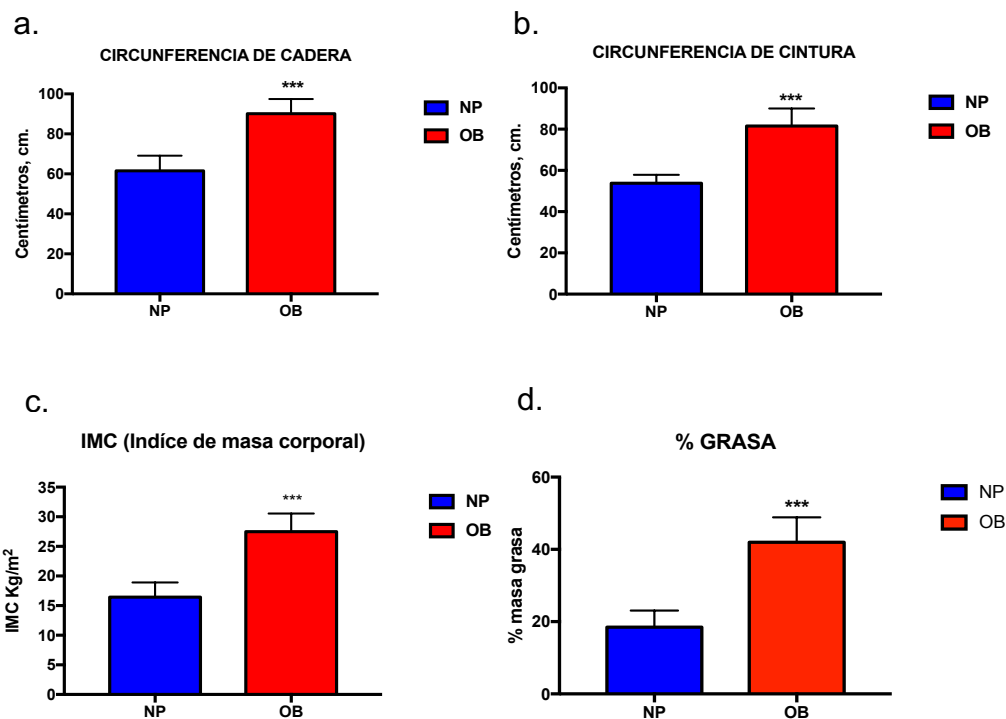 a.
CIRCUNFERENCIA DE CADERA
***
100
80
60
40
20
0
Centímetros, cm.
NP
OB
NP
OB
b.
CIRCUNFERENCIA DE CINTURA
***
100
80
60
40
20
0
Centímetros, cm.
NP
OB
NP
OB
c.
IMC (Indíce de masa corporal)
***
35
30
25
20
15
10
5
0
IMC Kg/m²
NP
OB
NP
OB
d.
% GRASA
***
60
40
20
0
% masa grasa
NP
OB
NP
OB